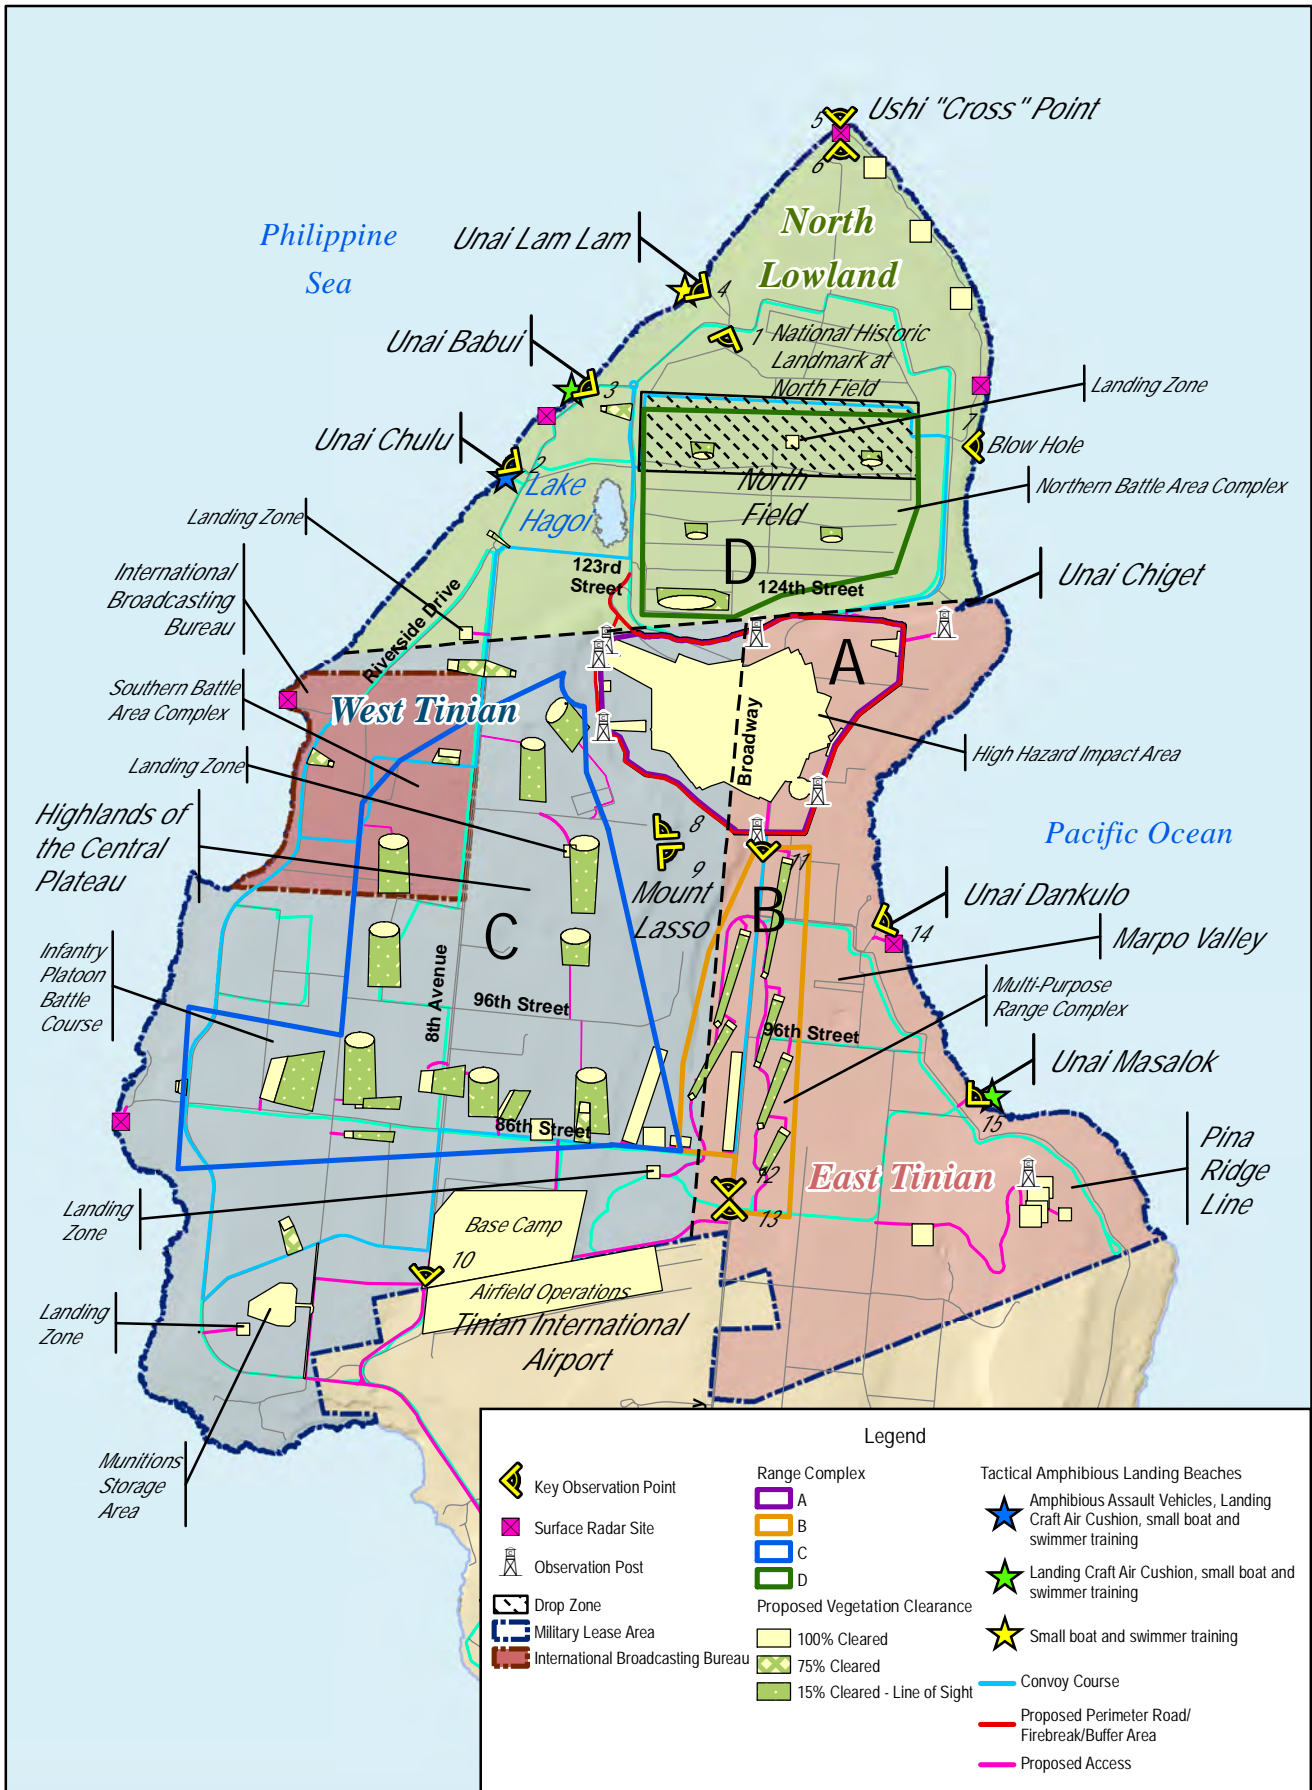 Ushi "Cross" Point
5
6
North
Lowland
Philippine
Sea
Unai Lam Lam
4
1
National Historic
Landmark at
North Field
Unai Babui
3
Landing Zone
7
Blow Hole
Unai Chulu
2
Lake
Hagoi
North
Field
Northern Battle Area Complex
Landing Zone
D
123rd
Street
124th Street
Unai Chiget
International
Broadcasting
Bureau
Riverside Drive
A
Southern Battle
Area Complex
West Tinian
Broadway
High Hazard Impact Area
Landing Zone
Highlands of
the Central
Plateau
8
9
Mount
Lasso
11
Pacific Ocean
B
Unai Dankulo
14
C
Marpo Valley
Infantry
Platoon
Battle
Course
8th Avenue
96th Street
96th Street
Multi-Purpose
Range Complex
Unai Masalok
15
86th Street
12
13
East Tinian
Pina
Ridge
Line
Landing
Zone
Base Camp
10
Airfield Operations
Landing
Zone
Tinian International
Airport
y
Munitions
Storage
Area
Legend
Key Observation Point
Surface Radar Site
Observation Post
Drop Zone
Military Lease Area
International Broadcasting Bureau
Range Complex
A
B
C
D
Proposed Vegetation Clearance
100% Cleared
75% Cleared
15% Cleared - Line of Sight
Tactical Amphibious Landing Beaches
Amphibious Assault Vehicles, Landing
Craft Air Cushion, small boat and
swimmer training
Landing Craft Air Cushion, small boat and
swimmer training
Small boat and swimmer training
Convoy Course
Proposed Perimeter Road/
Firebreak/Buffer Area
Proposed Access